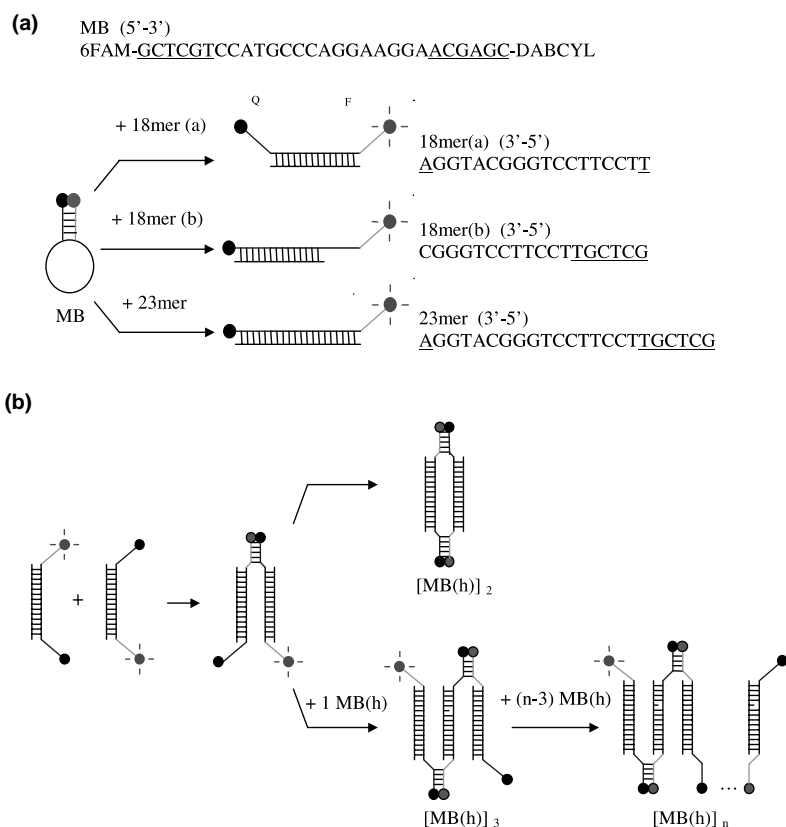 (a)
MB (5'-3')
6FAM-GCTCGTCCATGCCCAGGAAGGAACGAGC-DABCYL
Q
F
+ 18mer (a)
18mer(a) (3'-5')
AGGTACGGGTCCTTCCTT
+ 18mer (b)
18mer(b) (3'-5')
CGGGTCCTTCCTTGCTCG
MB
+ 23mer
23mer (3'-5')
AGGTACGGGTCCTTCCTTGCTCG
(b)
+
[MB(h)] 2
+ 1 MB(h)
+ (n-3) MB(h)
...
[MB(h)] 3
[MB(h)] n